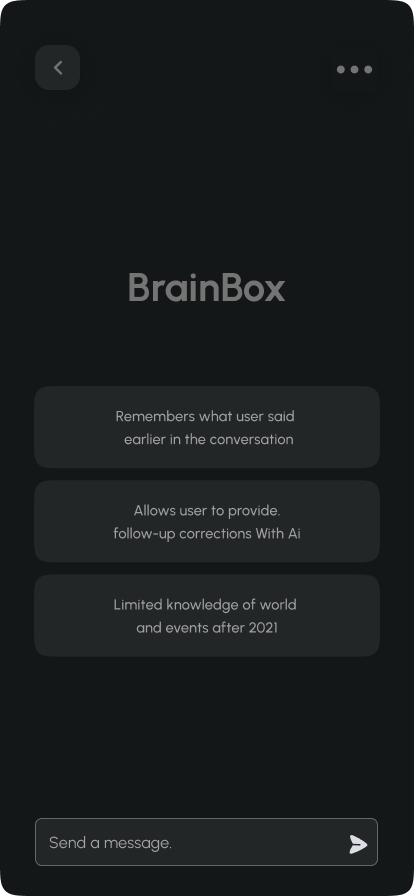 BrainBox
Remembers what user said
earlier in the conversation
Allows user to provide.
follow-up corrections With Ai
Limited knowledge of world
and events after 2021
Send a message.